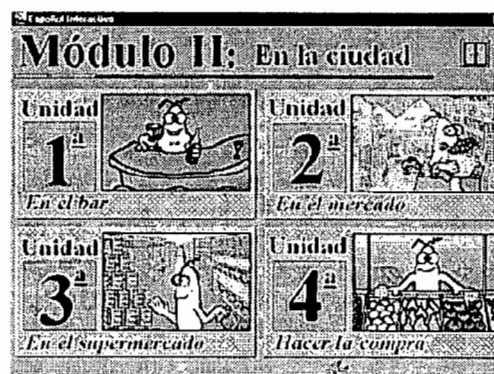 Español Interactivo
Módulo II: En la ciudad
Unidad
1ª
En el bar
Unidad
2ª
En el mercado
Unidad
3ª
En el supermercado
Unidad
4ª
Hacer la compra